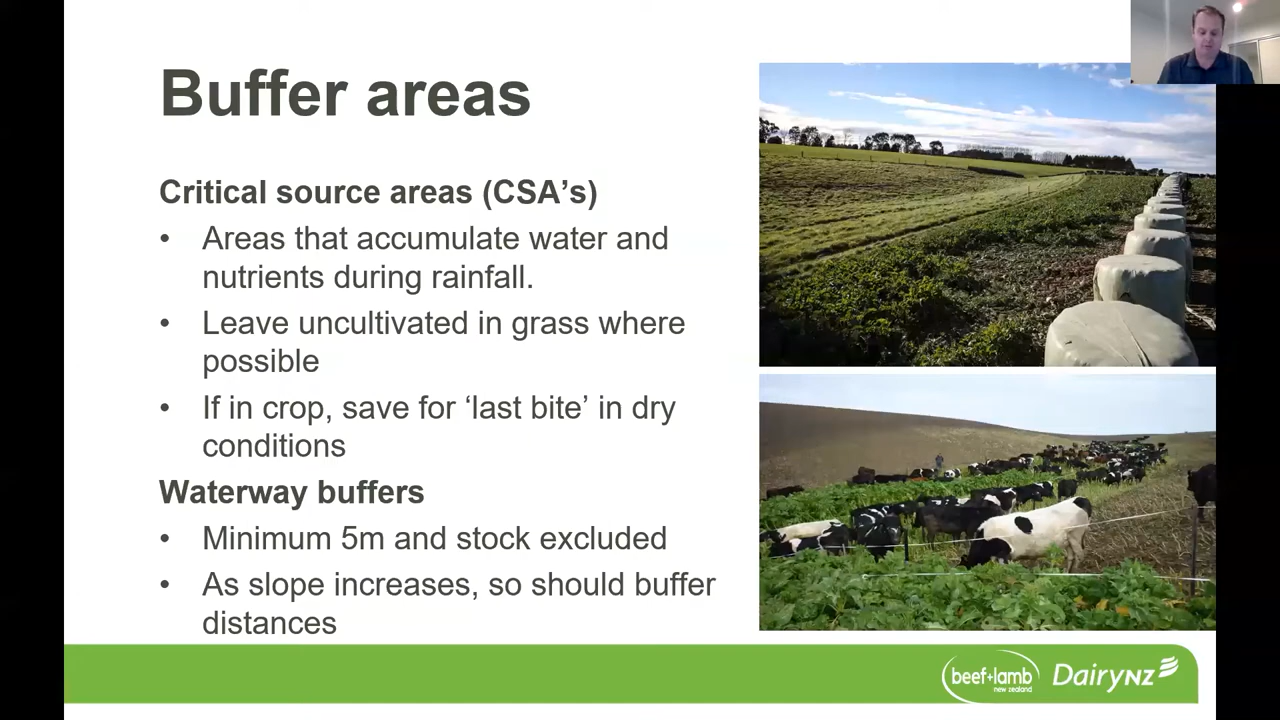 Buffer areas
Critical source areas (CSA's)
• Areas that accumulate water and
nutrients during rainfall.
• Leave uncultivated in grass where
possible
• If in crop, save for ‘last bite’ in dry
conditions
Waterway buffers
• Minimum 5m and stock excluded
• As slope increases, so should buffer
distances
beef+lamb
new zealand
DairyNZ